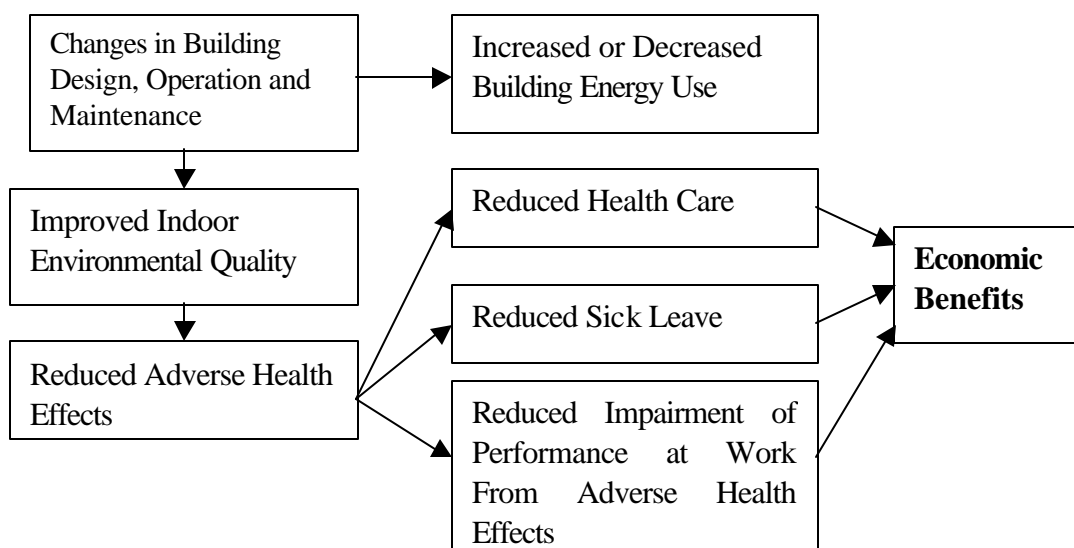 Changes in Building
Design, Operation and
Maintenance
Increased or Decreased
Building Energy Use
Improved Indoor
Environmental Quality
Reduced Health Care
Economic
Benefits
Reduced Sick Leave
Reduced Adverse Health
Effects
Reduced Impairment of
Performance at Work
From Adverse Health
Effects